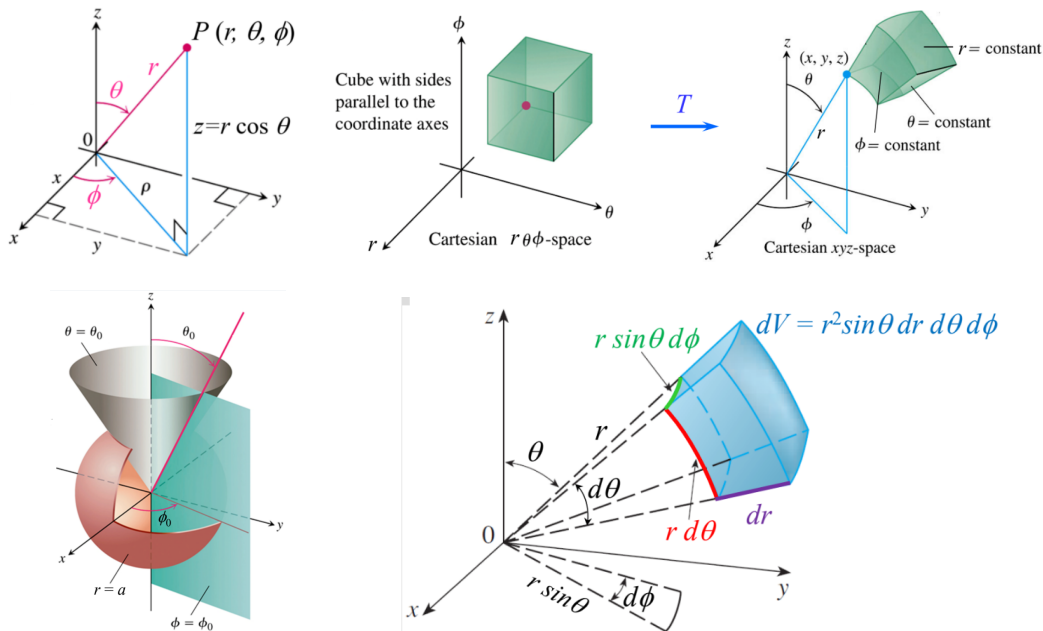 z
P (r, θ, ϕ)
r
θ
z=r cos θ
0
x
ϕ
ρ
y
x
y
Cube with sides
parallel to the
coordinate axes
ϕ
θ
r
Cartesian r θϕ-space
T
z
(x, y, z)
θ
r
r = constant
θ = constant
ϕ = constant
ϕ
y
x
Cartesian xyz-space
z
θ = θ₀
θ₀
ϕ₀
y
x
r = a
ϕ = ϕ₀
z
r sinθ dϕ
dV = r²sinθ dr dθ dϕ
r
θ
dθ
r dθ
dr
0
r sinθ
dϕ
x
y